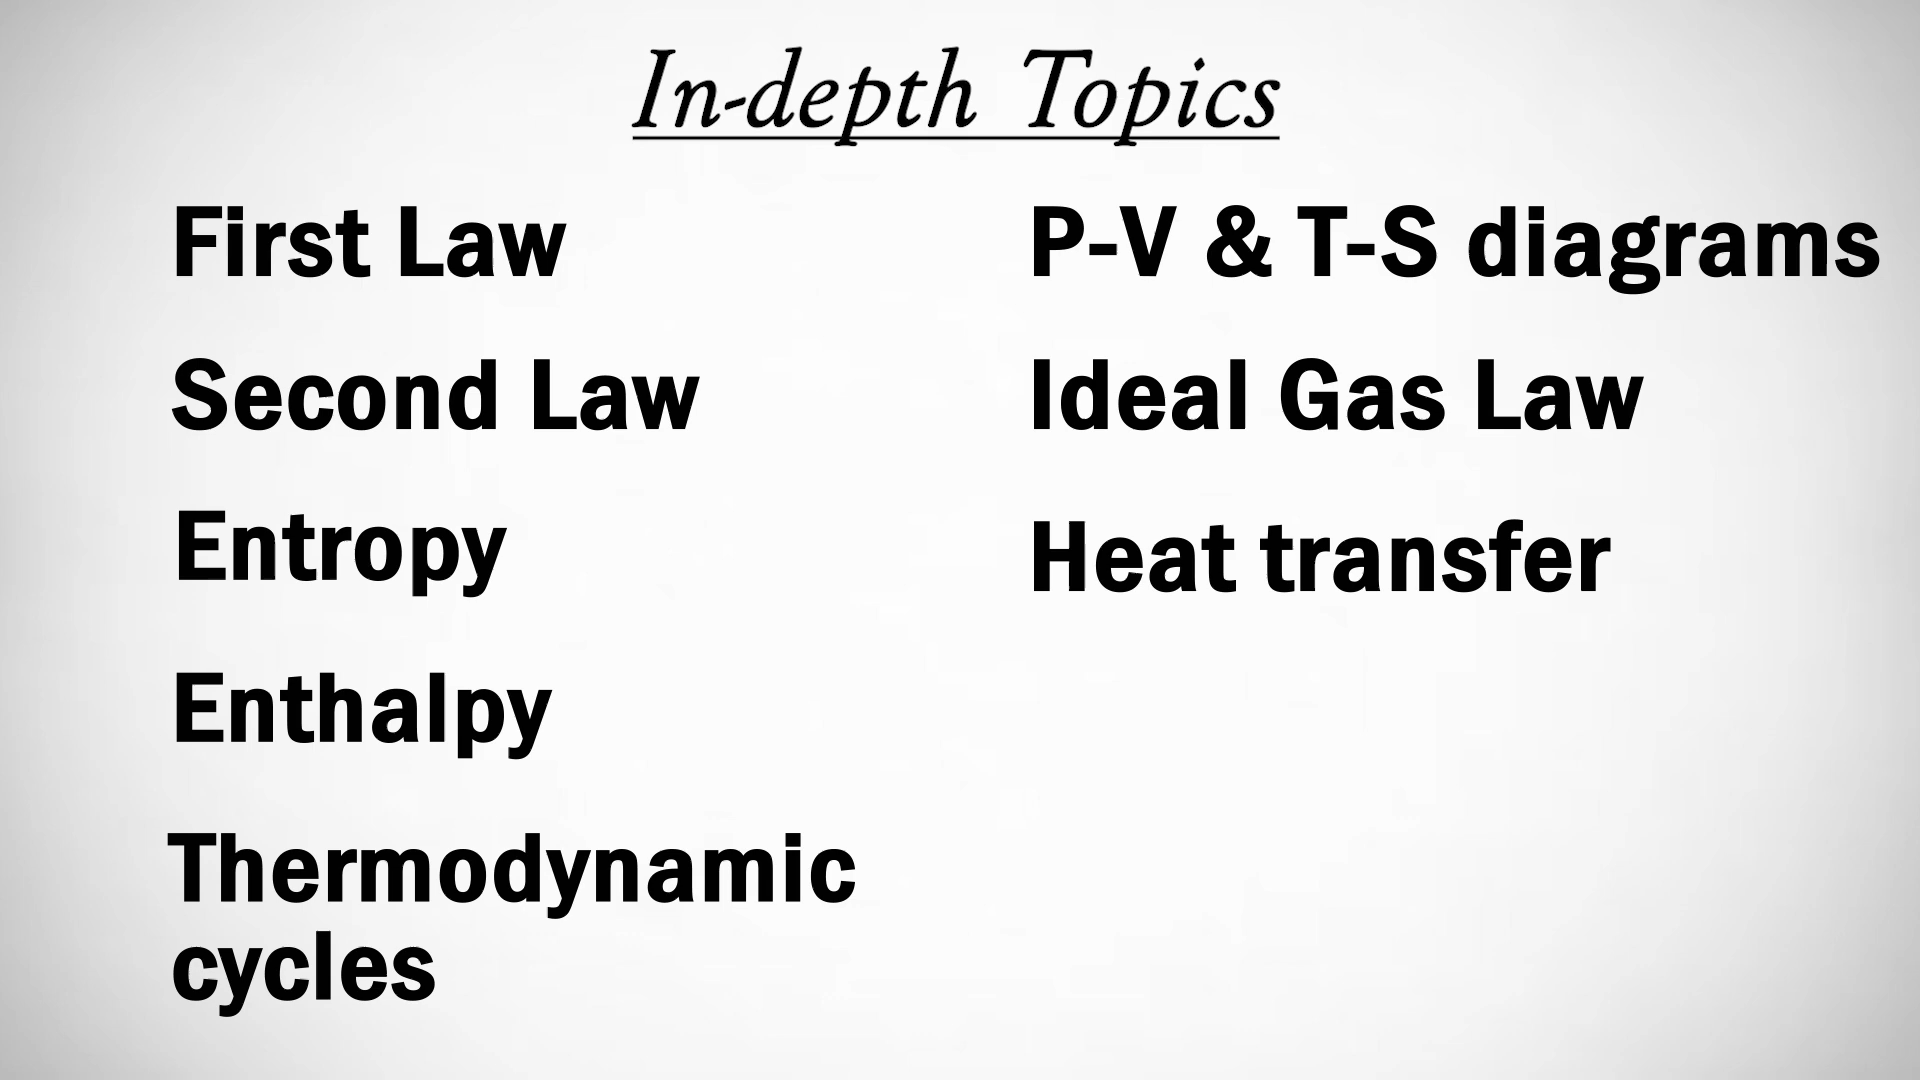 In-depth Topics
First Law
Second Law
Entropy
Enthalpy
Thermodynamic
cycles
P-V & T-S diagrams
Ideal Gas Law
Heat transfer